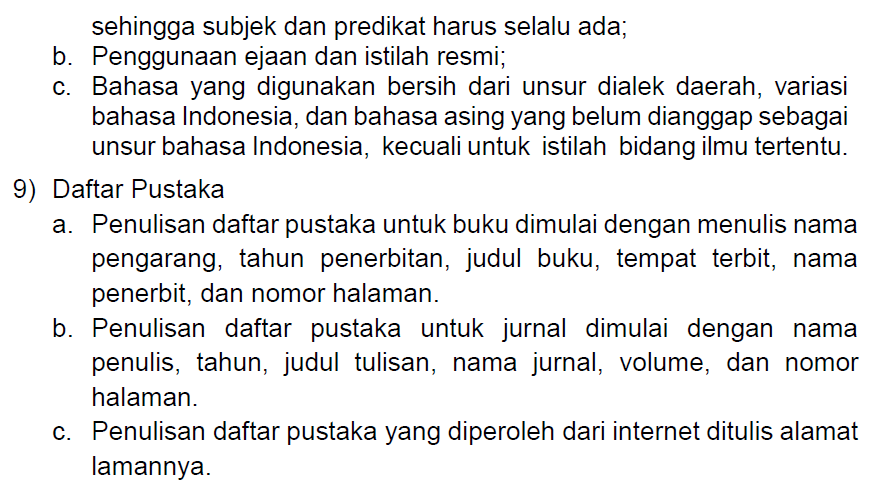 sehingga subjek dan predikat harus selalu ada;
b. Penggunaan ejaan dan istilah resmi;
c. Bahasa yang digunakan bersih dari unsur dialek daerah, variasi
bahasa Indonesia, dan bahasa asing yang belum dianggap sebagai
unsur bahasa Indonesia, kecuali untuk istilah bidang ilmu tertentu.
9) Daftar Pustaka
a. Penulisan daftar pustaka untuk buku dimulai dengan menulis nama
pengarang, tahun penerbitan, judul buku, tempat terbit, nama
penerbit, dan nomor halaman.
b. Penulisan daftar pustaka untuk jurnal dimulai dengan nama
penulis, tahun, judul tulisan, nama jurnal, volume, dan nomor
halaman.
c. Penulisan daftar pustaka yang diperoleh dari internet ditulis alamat
lamannya.